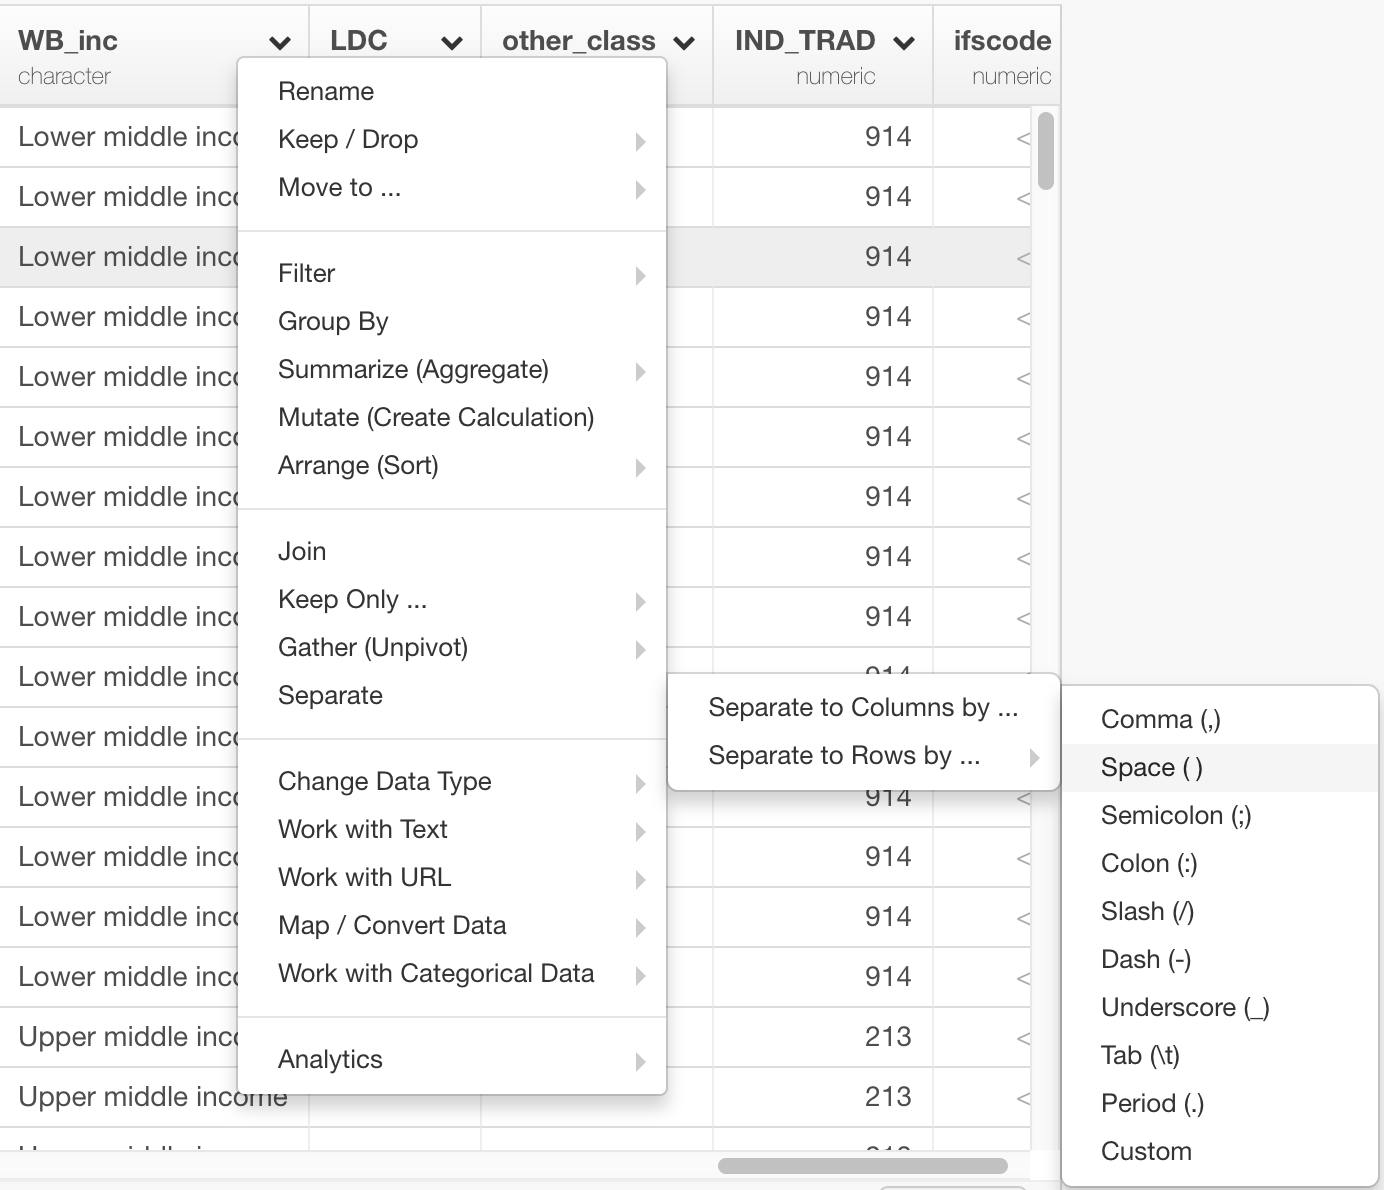 WB_inc LDC other_class IND_TRAD ifscode
character numeric numeric
Rename
Lower middle inc 914 <
Keep / Drop
Move to ...
Lower middle inc 914 <
Lower middle inc 914 <
Filter
Lower middle inc 914 <
Group By
Lower middle inc 914 <
Summarize (Aggregate)
Mutate (Create Calculation)
Lower middle inc 914 <
Arrange (Sort)
Lower middle inc 914 <
Lower middle inc 914 <
Join
Lower middle inc 914 <
Keep Only ...
Gather (Unpivot)
Lower middle inc
Separate
Separate to Columns by ...
Comma (,)
Lower middle inc
Separate to Rows by ...
Space ( )
Change Data Type
Lower middle inc 914 <
Semicolon (;)
Work with Text
Lower middle inc 914 <
Colon (:)
Work with URL
Lower middle inc 914 <
Slash (/)
Map / Convert Data
Dash (-)
Lower middle inc 914 <
Work with Categorical Data
Underscore (_)
Upper middle inc 213 <
Tab (\t)
Analytics
Upper middle income 213 <
Period (.)
Custom